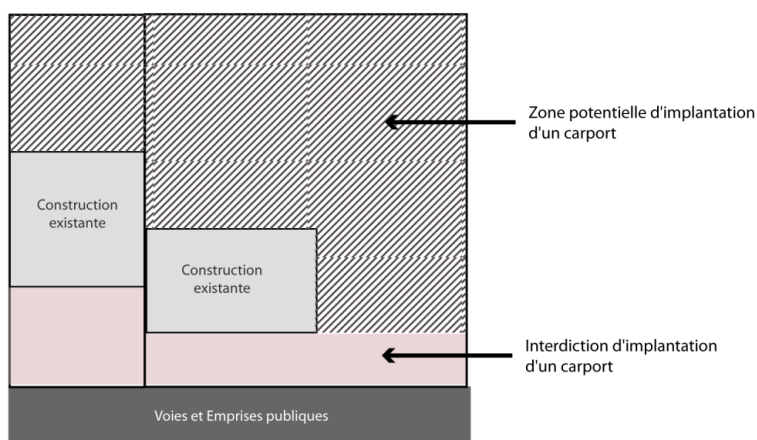 Zone potentielle d'implantation
d'un carport
Construction
existante
Construction
existante
Interdiction d'implantation
d'un carport
Voies et Emprises publiques